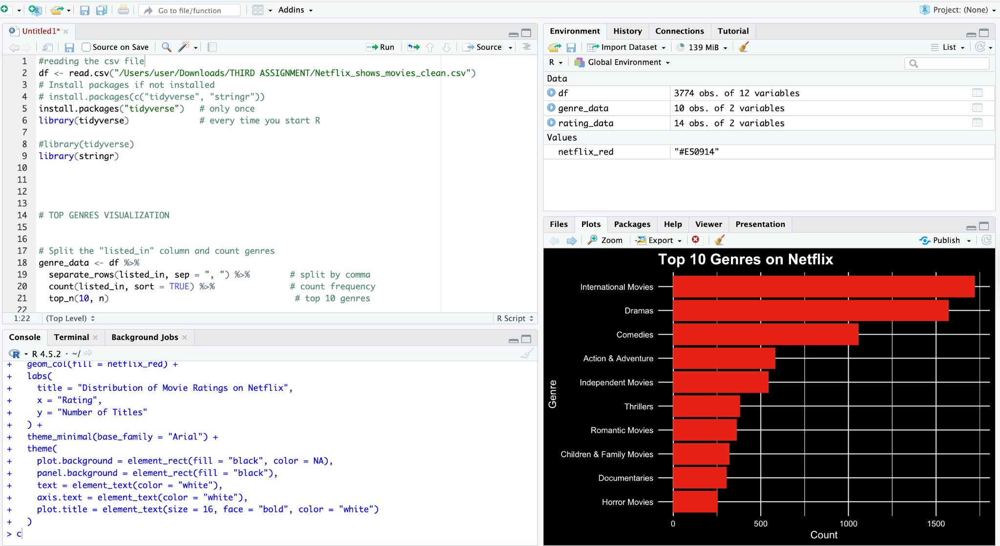 Go to file/function
Addins
Project: (None)
Untitled1*
Source on Save
Run
Source
1 #reading the csv file
2 df <- read.csv("/Users/user/Downloads/THIRD ASSIGNMENT/Netflix_shows_movies_clean.csv")
3 # Install packages if not installed
4 # install.packages(c("tidyverse", "stringr"))
5 install.packages("tidyverse")   # only once
6 library(tidyverse)              # every time you start R
7
8 #library(tidyverse)
9 library(stringr)
10
11
12
13
14 # TOP GENRES VISUALIZATION
15
16
17 # Split the "listed_in" column and count genres
18 genre_data <- df %>%
19   separate_rows(listed_in, sep = ", ") %>%        # split by comma
20   count(listed_in, sort = TRUE) %>%               # count frequency
21   top_n(10, n)                                     # top 10 genres
22
1:22 (Top Level) R Script
Console Terminal Background Jobs
R 4.5.2 · ~/
+   geom_col(fill = netflix_red) +
+   labs(
+     title = "Distribution of Movie Ratings on Netflix",
+     x = "Rating",
+     y = "Number of Titles"
+   ) +
+   theme_minimal(base_family = "Arial") +
+   theme(
+     plot.background = element_rect(fill = "black", color = NA),
+     panel.background = element_rect(fill = "black"),
+     text = element_text(color = "white"),
+     axis.text = element_text(color = "white"),
+     plot.title = element_text(size = 16, face = "bold", color = "white")
+   )
> c
Environment History Connections Tutorial
Import Dataset 139 MiB List
R Global Environment
Data
df 3774 obs. of 12 variables
genre_data 10 obs. of 2 variables
rating_data 14 obs. of 2 variables
Values
netflix_red "#E50914"
Files Plots Packages Help Viewer Presentation
Zoom Export Publish
Top 10 Genres on Netflix
Genre
International Movies
Dramas
Comedies
Action & Adventure
Independent Movies
Thrillers
Romantic Movies
Children & Family Movies
Documentaries
Horror Movies
0 500 1000 1500
Count